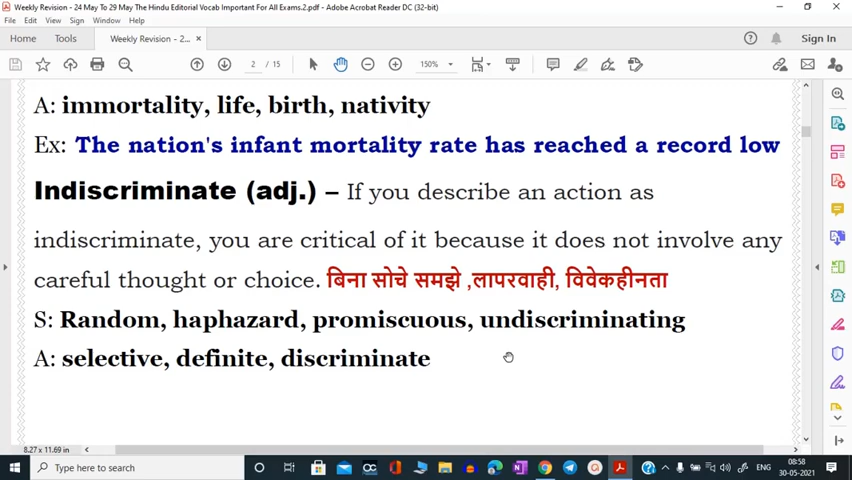 Weekly Revision - 24 May To 29 May The Hindu Editorial Vocab Important For All Exams.2.pdf - Adobe Acrobat Reader DC (32-bit)
File Edit View Sign Window Help
Home Tools Weekly Revision - 2... × Sign In
2 / 15 150%
A: immortality, life, birth, nativity
Ex: The nation's infant mortality rate has reached a record low
Indiscriminate (adj.) – If you describe an action as
indiscriminate, you are critical of it because it does not involve any
careful thought or choice. बिना सोचे समझे ,लापरवाही, विवेकहीनता
S: Random, haphazard, promiscuous, undiscriminating
A: selective, definite, discriminate
8.27 x 11.69 in
Type here to search ENG 08:58
30-05-2021